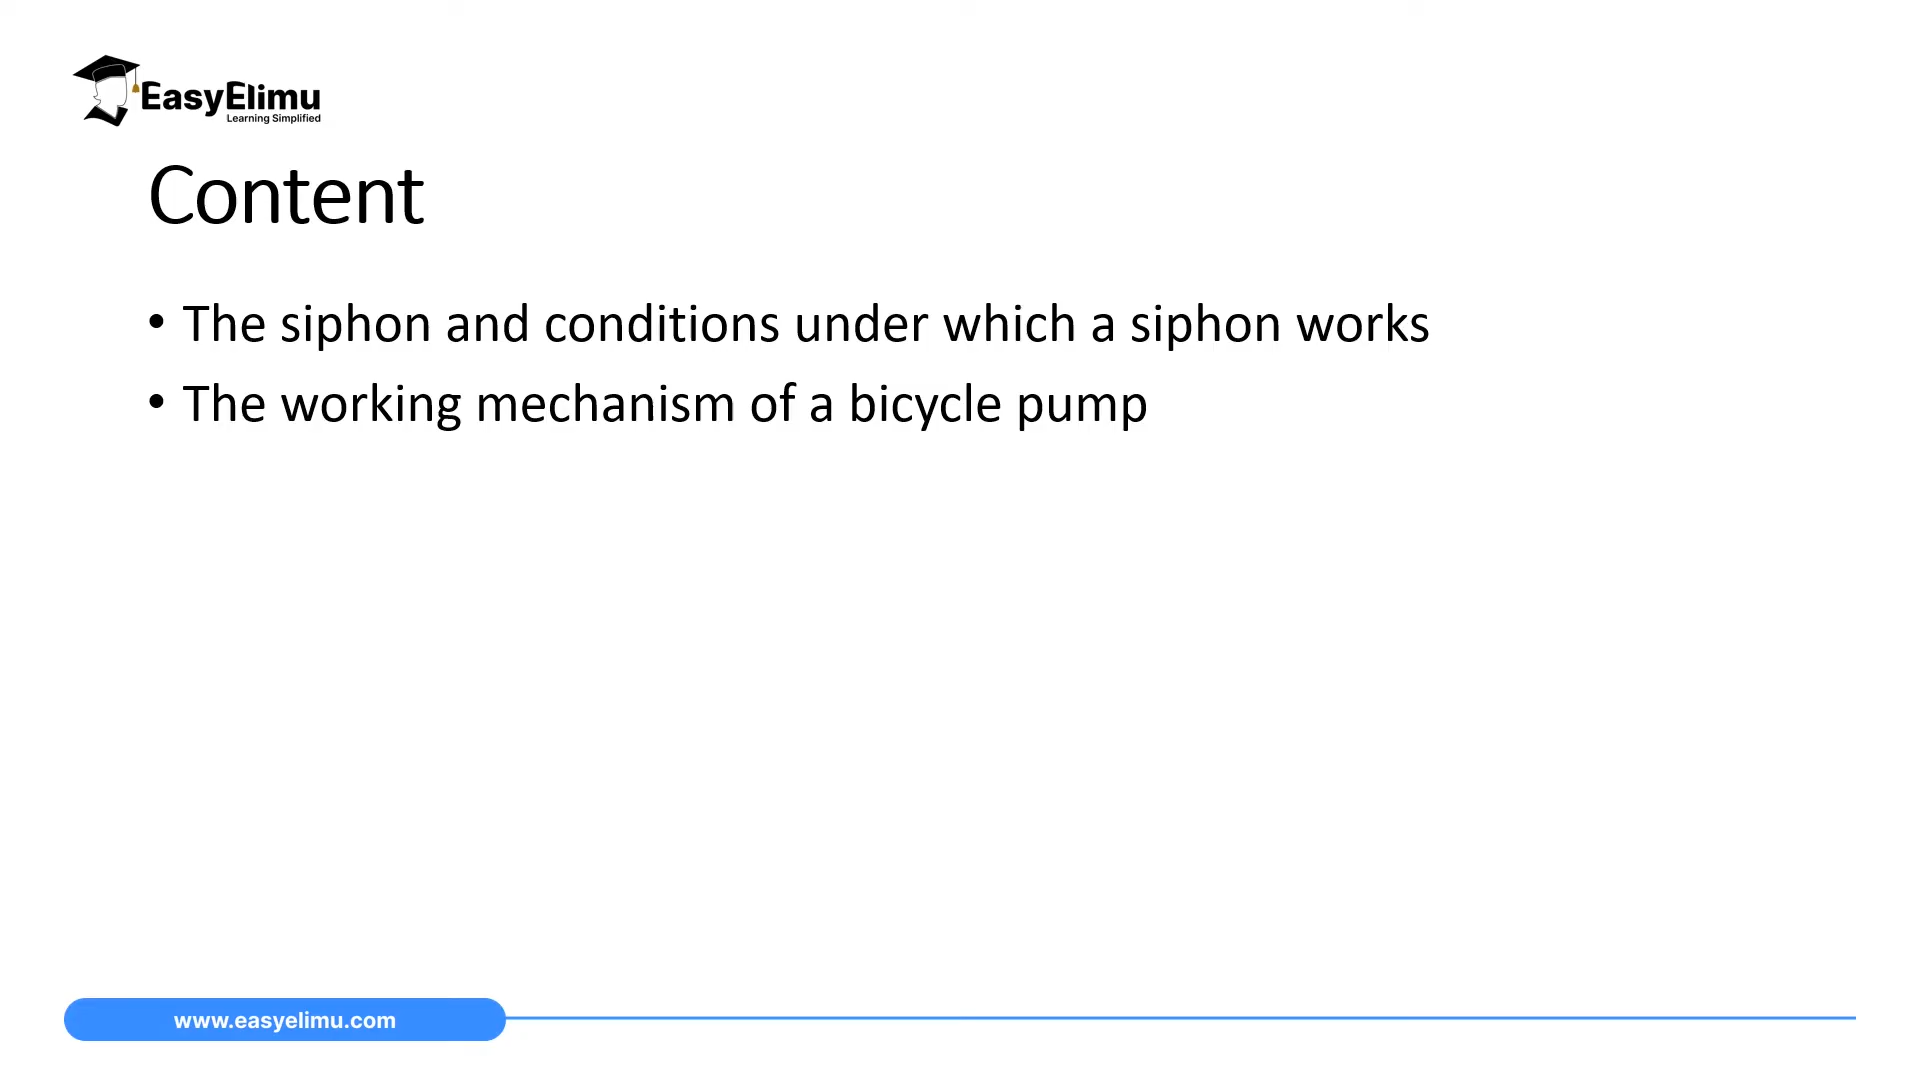 EasyElimu
Learning Simplified
Content
• The siphon and conditions under which a siphon works
• The working mechanism of a bicycle pump
www.easyelimu.com